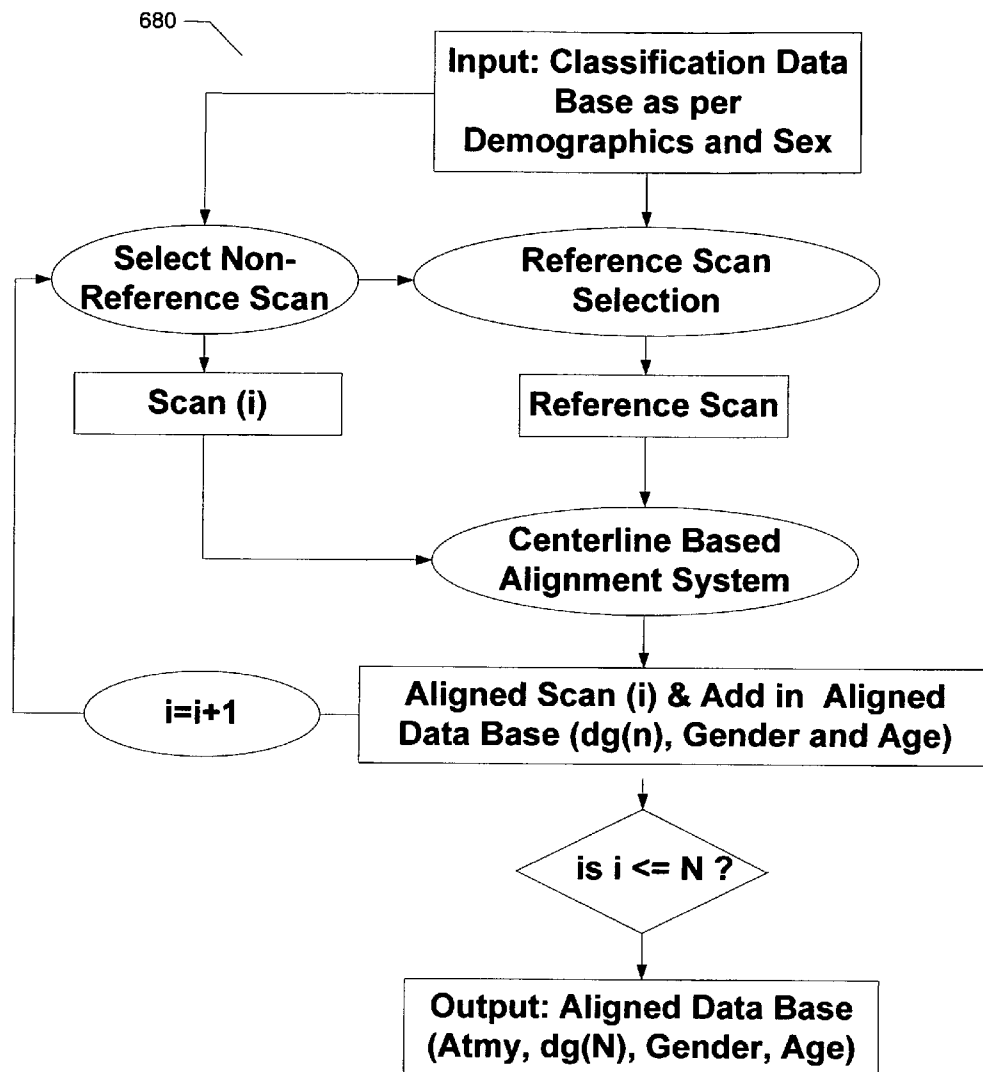 680
Input: Classification Data
Base as per
Demographics and Sex
Select Non-
Reference Scan
Reference Scan
Selection
Scan (i)
Reference Scan
Centerline Based
Alignment System
i=i+1
Aligned Scan (i) & Add in Aligned
Data Base (dg(n), Gender and Age)
is i <= N ?
Output: Aligned Data Base
(Atmy, dg(N), Gender, Age)